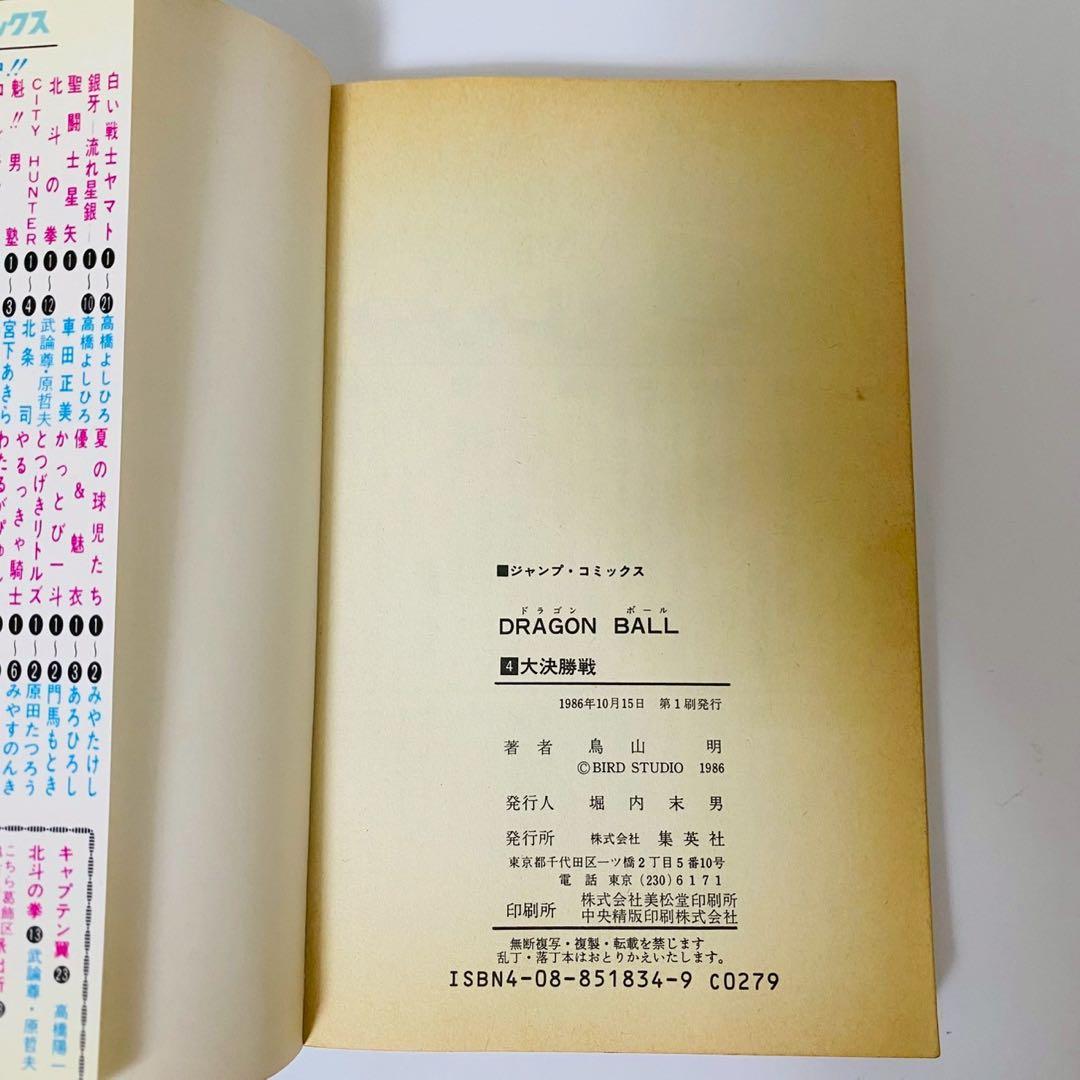 ックス
白い戦士ヤマト 1〜21 高橋よしひろ
銀牙―流れ星銀― 1〜10 高橋よしひろ
聖闘士星矢 1 車田正美
北斗の拳 1〜12 武論尊・原哲夫
CITY HUNTER 1〜4 北条司
魁!!男塾 1〜3 宮下あきら
夏の球児たち 1〜2 みやたけし
優&魅衣 1〜3 あろひろし
かっとび一斗 1〜2 門馬もとき
とつげきリトルズ 1〜2 原田たつろう
やるっきゃ騎士 1〜6 みやすのんき
わたるがぴゅん
キャプテン翼 23 高橋陽一
北斗の拳 13 武論尊・原哲夫
こちら葛飾区
■ジャンプ・コミックス
ドラゴン ボール
DRAGON BALL
4 大決勝戦
1986年10月15日 第1刷発行
著者 鳥山 明
©BIRD STUDIO 1986
発行人 堀内末男
発行所 株式会社 集英社
東京都千代田区一ツ橋2丁目5番10号
電話 東京(230)6171
印刷所 株式会社美松堂印刷所
中央精版印刷株式会社
無断複写・複製・転載を禁じます
乱丁・落丁本はおとりかえいたします。
ISBN4-08-851834-9 C0279